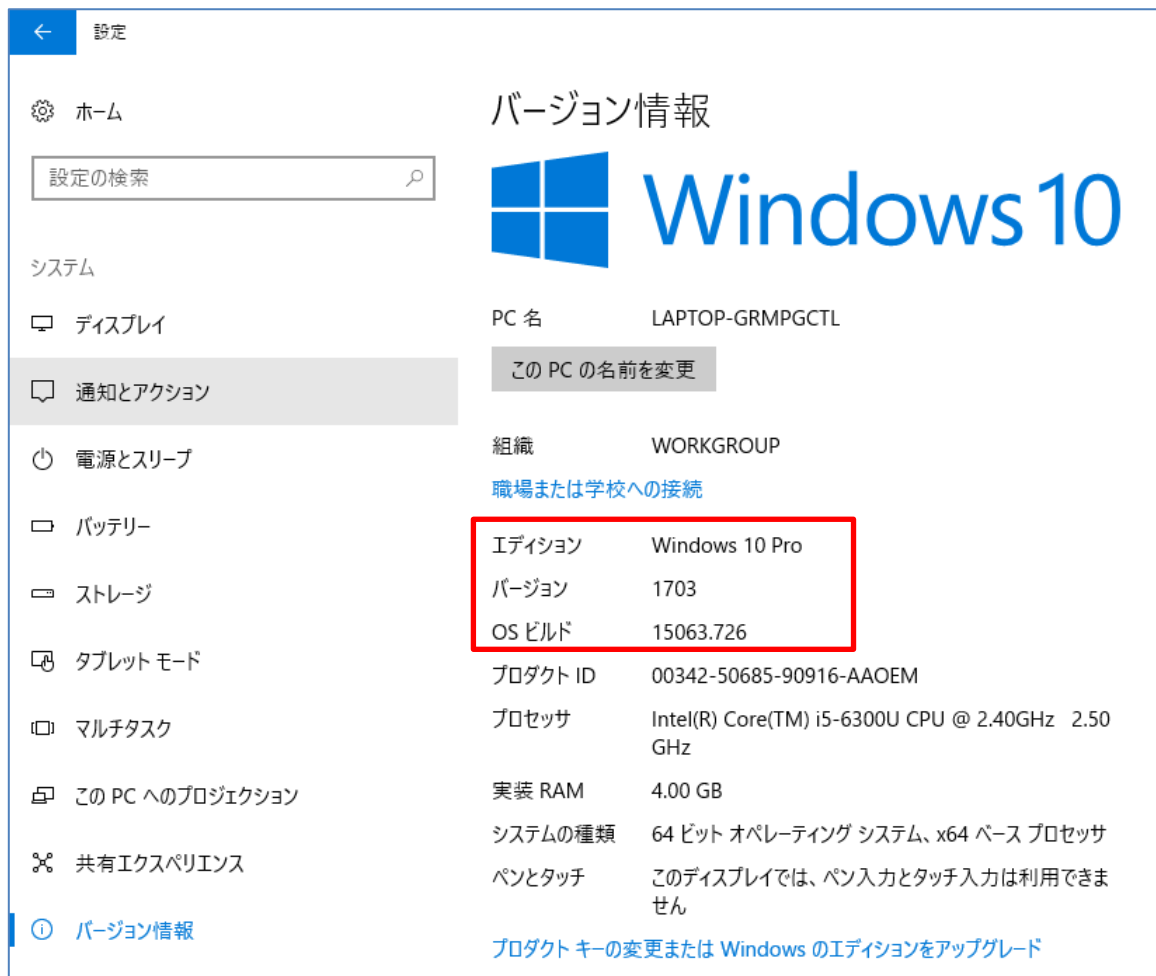 設定
ホーム
設定の検索
システム
ディスプレイ
通知とアクション
電源とスリープ
バッテリー
ストレージ
タブレット モード
マルチタスク
この PC へのプロジェクション
共有エクスペリエンス
バージョン情報
バージョン情報
Windows 10
PC 名 LAPTOP-GRMPGCTL
この PC の名前を変更
組織 WORKGROUP
職場または学校への接続
エディション Windows 10 Pro
バージョン 1703
OS ビルド 15063.726
プロダクト ID 00342-50685-90916-AAOEM
プロセッサ Intel(R) Core(TM) i5-6300U CPU @ 2.40GHz 2.50
GHz
実装 RAM 4.00 GB
システムの種類 64 ビット オペレーティング システム、x64 ベース プロセッサ
ペンとタッチ このディスプレイでは、ペン入力とタッチ入力は利用できま
せん
プロダクト キーの変更または Windows のエディションをアップグレード